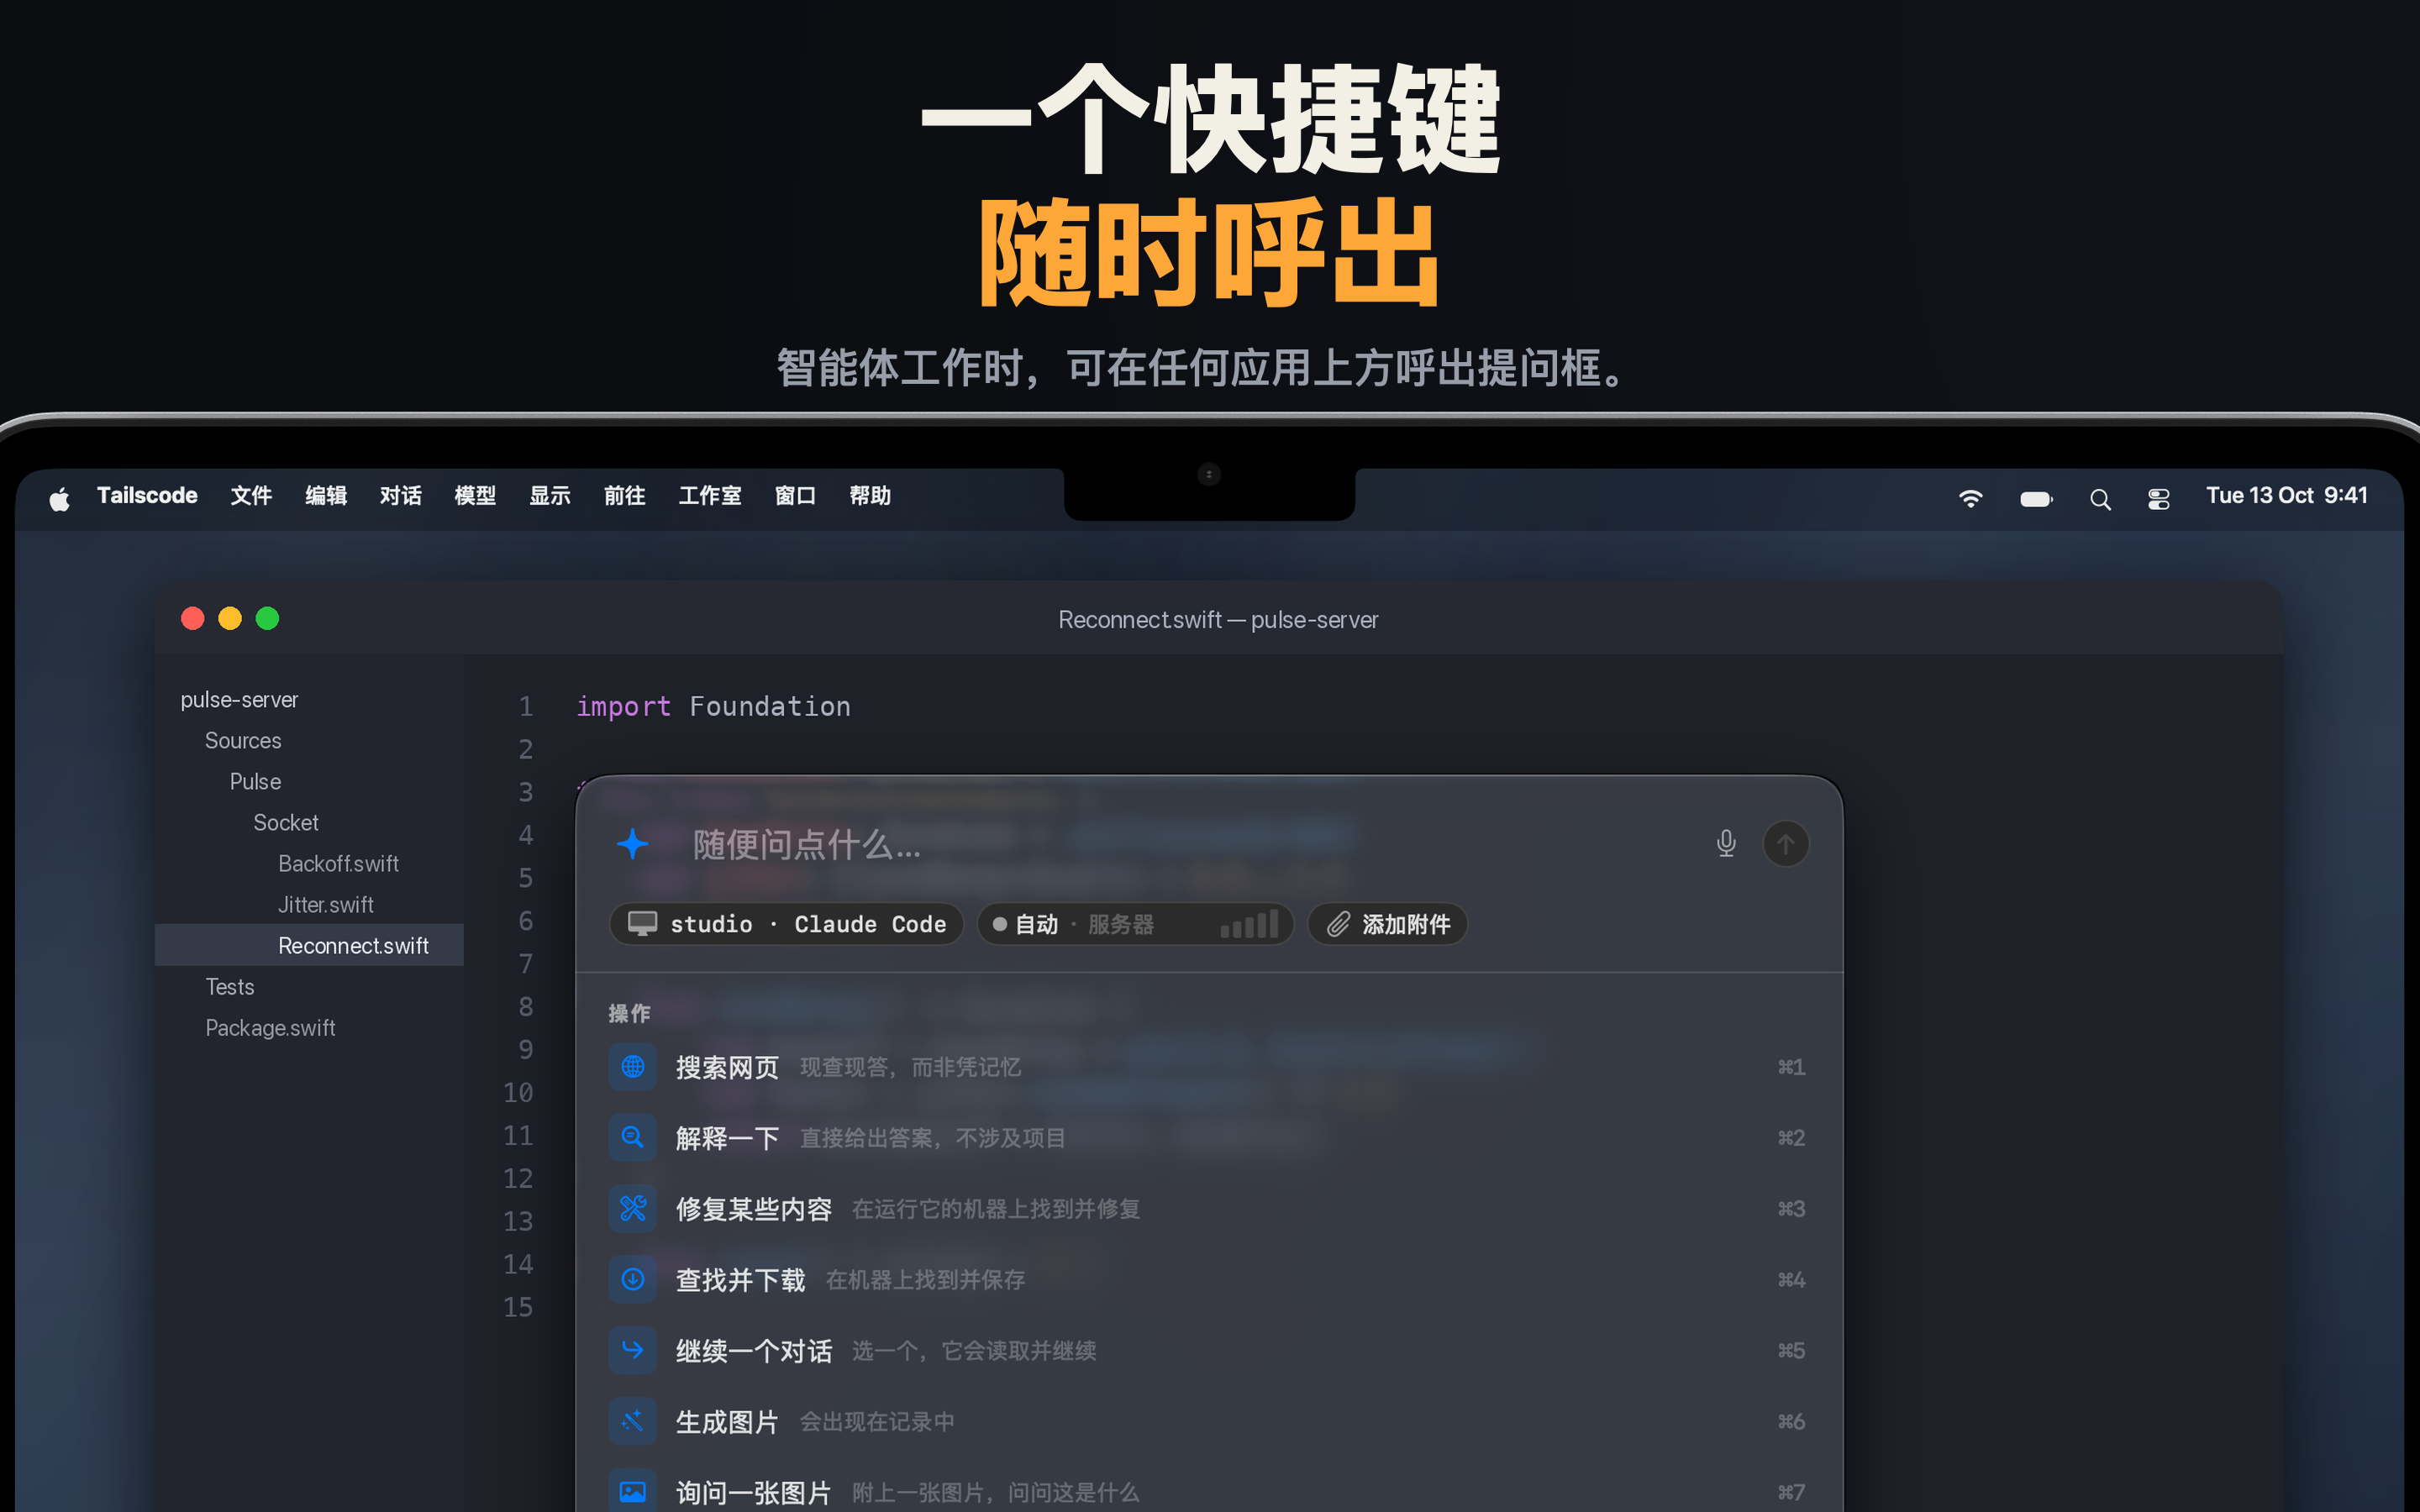 一个快捷键
随时呼出
智能体工作时，可在任何应用上方呼出提问框。
Tailscode 文件 编辑 对话 模型 显示 前往 工作室 窗口 帮助 Tue 13 Oct 9:41
Reconnect.swift — pulse-server
pulse-server
Sources
Pulse
Socket
Backoff.swift
Jitter.swift
Reconnect.swift
Tests
Package.swift
1 import Foundation
2
3
4
5
6
7
8
9
10
11
12
13
14
15
随便问点什么...
studio · Claude Code 自动 · 服务器 添加附件
操作
搜索网页 现查现答，而非凭记忆 ⌘1
解释一下 直接给出答案，不涉及项目 ⌘2
修复某些内容 在运行它的机器上找到并修复 ⌘3
查找并下载 在机器上找到并保存 ⌘4
继续一个对话 选一个，它会读取并继续 ⌘5
生成图片 会出现在记录中 ⌘6
询问一张图片 附上一张图片，问问这是什么 ⌘7